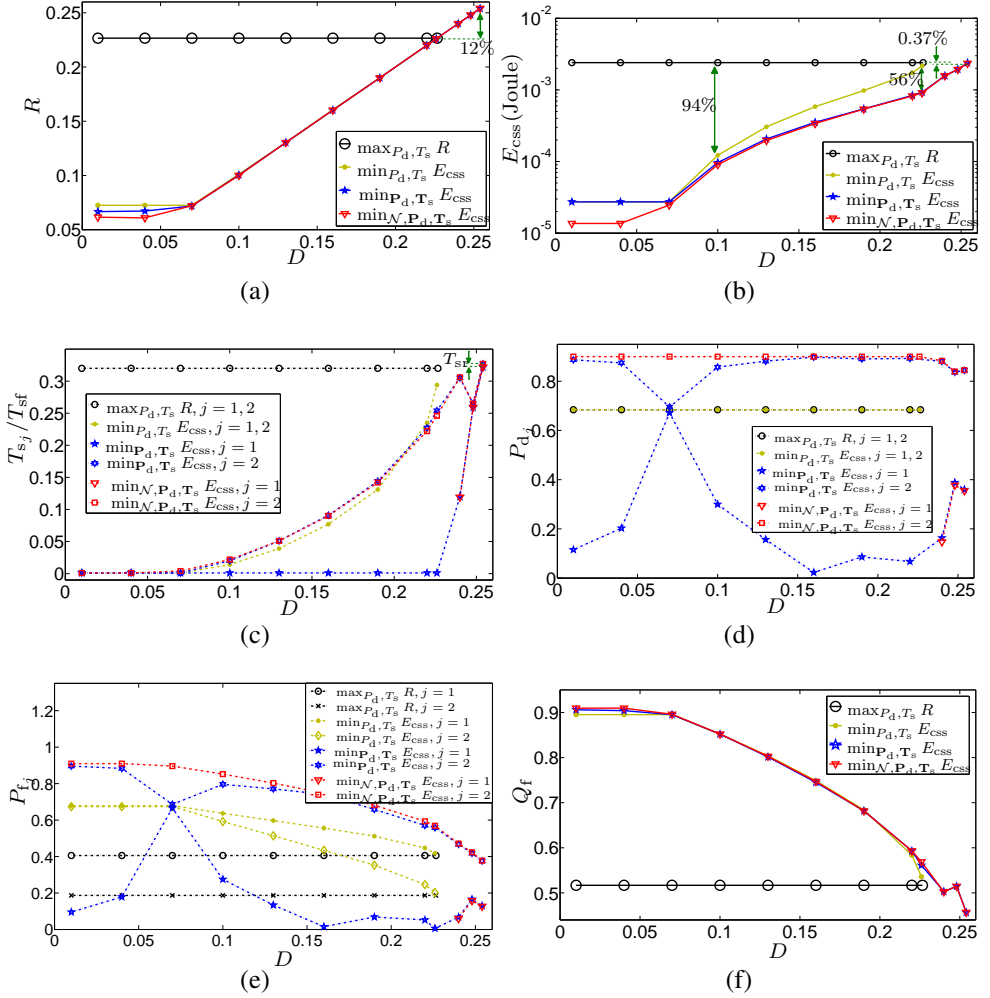 0.25
0.2
0.15
0.1
0.05
R
0 0.05 0.1 0.15 0.2 0.25
D
12%
max_{P_d,T_s} R
min_{P_d,T_s} E_css
min_{𝐏_d,𝐓_s} E_css
min_{𝒩,𝐏_d,𝐓_s} E_css
(a)
10^{-2}
10^{-3}
10^{-4}
10^{-5}
E_css(Joule)
0 0.05 0.1 0.15 0.2 0.25
D
94%
56%
0.37%
max_{P_d,T_s} R
min_{P_d,T_s} E_css
min_{𝐏_d,𝐓_s} E_css
min_{𝒩,𝐏_d,𝐓_s} E_css
(b)
0.3
0.25
0.2
0.15
0.1
0.05
0
T_{s_j}/T_sf
0 0.05 0.1 0.15 0.2 0.25
D
T_sr
max_{P_d,T_s} R, j = 1, 2
min_{P_d,T_s} E_css, j = 1, 2
min_{𝐏_d,𝐓_s} E_css, j = 1
min_{𝐏_d,𝐓_s} E_css, j = 2
min_{𝒩,𝐏_d,𝐓_s} E_css, j = 1
min_{𝒩,𝐏_d,𝐓_s} E_css, j = 2
(c)
0.8
0.6
0.4
0.2
0
P_{d_j}
0 0.05 0.1 0.15 0.2 0.25
D
max_{P_d,T_s} R, j = 1, 2
min_{P_d,T_s} E_css, j = 1, 2
min_{𝐏_d,𝐓_s} E_css, j = 1
min_{𝐏_d,𝐓_s} E_css, j = 2
min_{𝒩,𝐏_d,𝐓_s} E_css, j = 1
min_{𝒩,𝐏_d,𝐓_s} E_css, j = 2
(d)
1.2
1
0.8
0.6
0.4
0.2
0
P_{f_j}
0 0.05 0.1 0.15 0.2 0.25
D
max_{P_d,T_s} R, j = 1
max_{P_d,T_s} R, j = 2
min_{P_d,T_s} E_css, j = 1
min_{P_d,T_s} E_css, j = 2
min_{𝐏_d,𝐓_s} E_css, j = 1
min_{𝐏_d,𝐓_s} E_css, j = 2
min_{𝒩,𝐏_d,𝐓_s} E_css, j = 1
min_{𝒩,𝐏_d,𝐓_s} E_css, j = 2
(e)
0.9
0.8
0.7
0.6
0.5
Q_f
0 0.05 0.1 0.15 0.2 0.25
D
max_{P_d,T_s} R
min_{P_d,T_s} E_css
min_{𝐏_d,𝐓_s} E_css
min_{𝒩,𝐏_d,𝐓_s} E_css
(f)